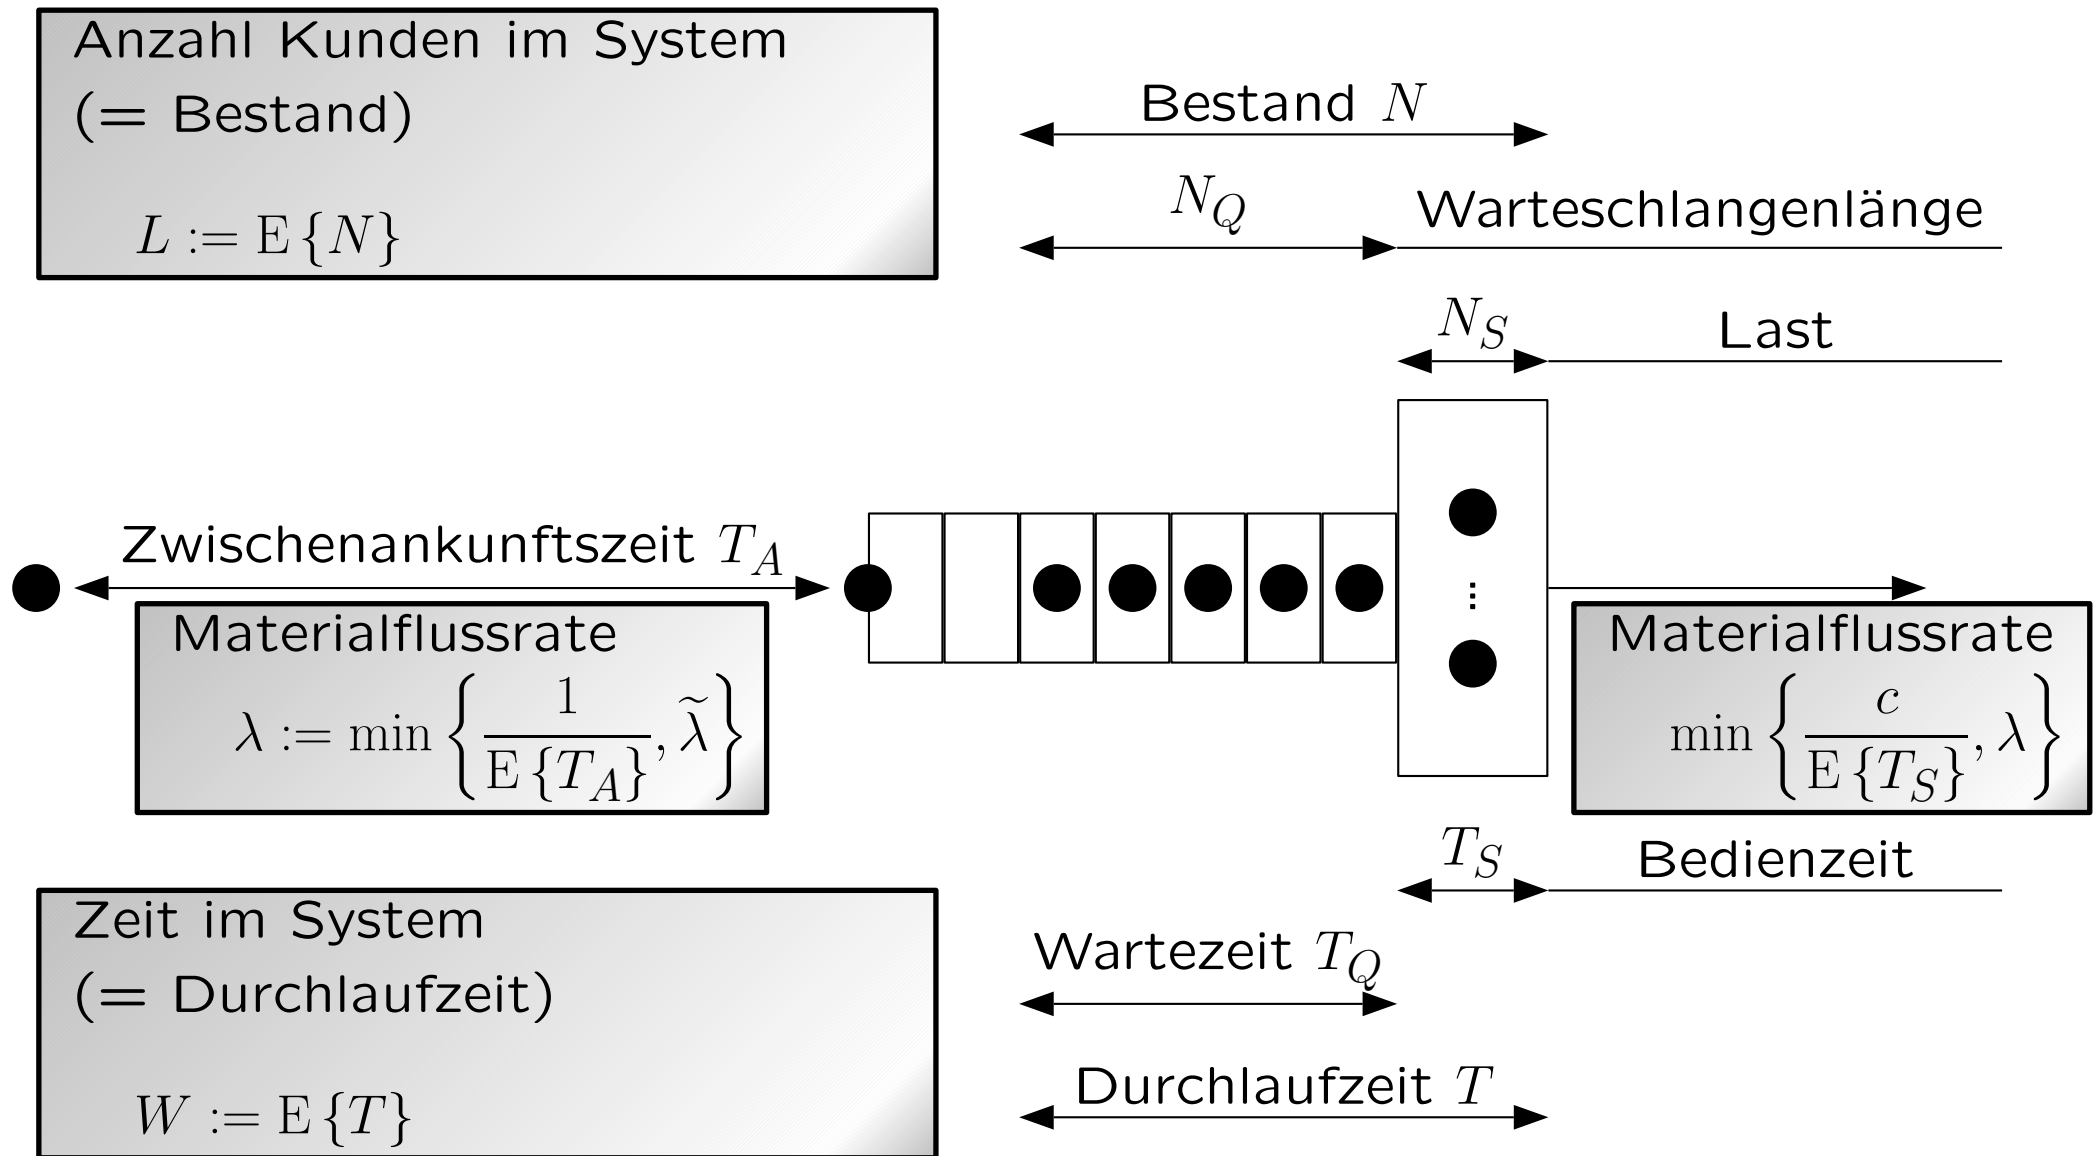 Anzahl Kunden im System
(= Bestand)
L := E {N}
Bestand N
N_Q
Warteschlangenlänge
N_S
Last
Zwischenankunftszeit T_A
Materialflussrate
λ := min { 1 / E {T_A} , λ̃ }
⋮
Materialflussrate
min { c / E {T_S} , λ }
T_S
Bedienzeit
Zeit im System
(= Durchlaufzeit)
W := E {T}
Wartezeit T_Q
Durchlaufzeit T